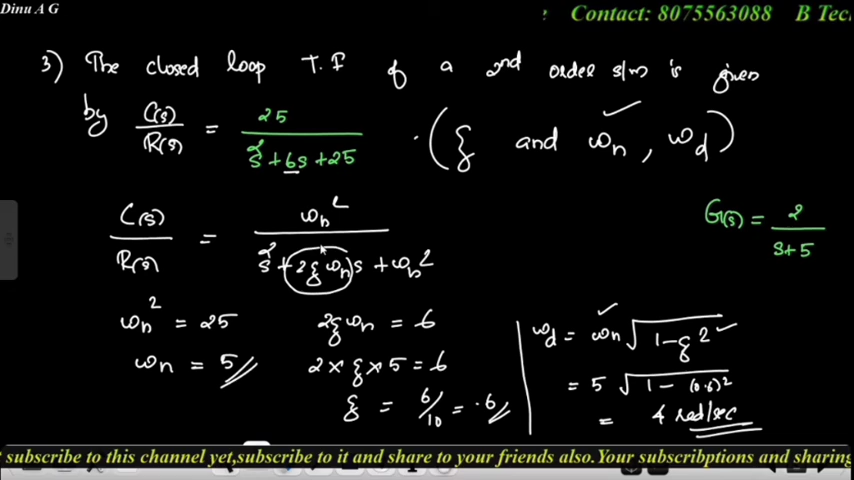 Dinu A G
Contact: 8075563088 B Tec
3) The closed loop T.F of a 2nd order s/m is given
by C(s)/R(s) = 25/(s² + 6s + 25) . (ξ and ωn, ωd)
C(s)/R(s) = ωn²/(s² + 2ξωn s + ωn²)
G(s) = 2/(s+5)
ωn² = 25
ωn = 5
2ξωn = 6
2 × ξ × 5 = 6
ξ = 6/10 = .6
ωd = ωn √(1-ξ²)
= 5 √(1-(0.6)²)
= 4 rad/sec
subscribe to this channel yet,subscribe to it and share to your friends also.Your subscribptions and sharing